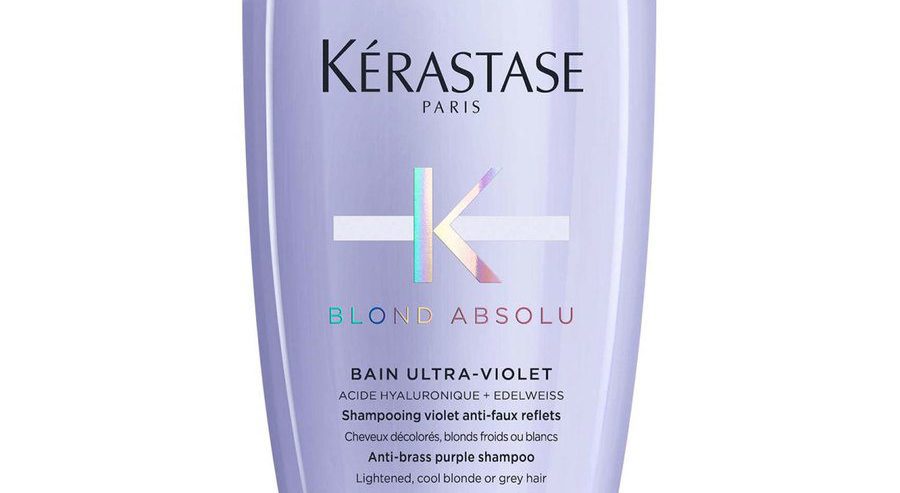 KÉRASTASE
PARIS
K
BLOND ABSOLU
BAIN ULTRA-VIOLET
ACIDE HYALURONIQUE + EDELWEISS
Shampooing violet anti-faux reflets
Cheveux décolorés, blonds froids ou blancs
Anti-brass purple shampoo
Lightened, cool blonde or grey hair